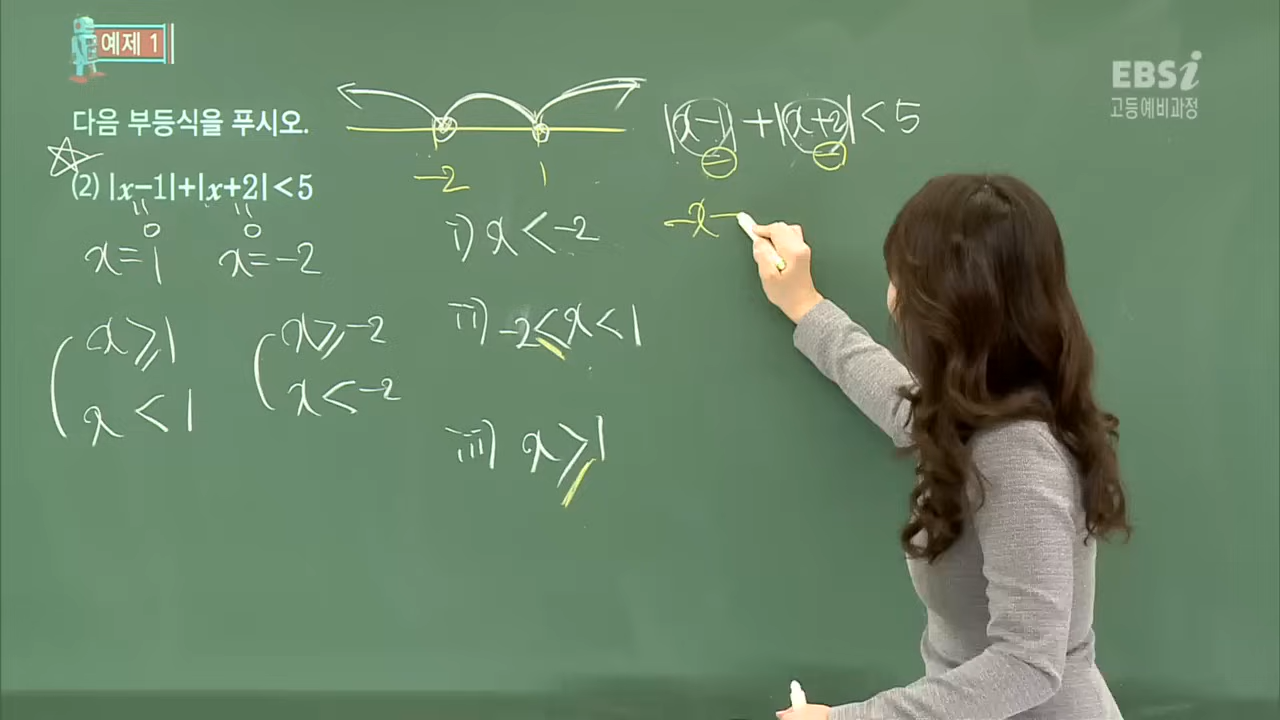 예제 1
EBSi
고등예비과정
다음 부등식을 푸시오.
(2) |x-1|+|x+2|<5
=0 =0
x=1 x=-2
x≥1
x<1
x≥-2
x<-2
-2 1
i) x<-2
ii) -2≤x<1
iii) x≥1
|x-1|+|x+2|<5
- -
-x-